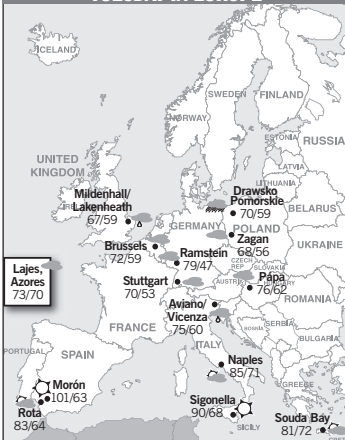 ICELAND
SWEDEN
FINLAND
NORWAY
ESTONIA
RUSSIA
LATVIA
LITHUANIA
UNITED
KINGDOM
Mildenhall/
Lakenheath
67/59
Drawsko
Pomorskie
70/59
BELARUS
GERMANY
POLAND
Zagan
68/56
Brussels
72/59
UKRAINE
Ramstein
79/47
CZECH
REP
SLOVAKIA
Lajes,
Azores
73/70
Stuttgart
70/53
AUSTRIA
Pápa
76/62
HUNGARY
ROMANIA
Aviano/
Vicenza
75/60
FRANCE
BOSNIA
SERBIA
BULGARIA
ITALY
PORTUGAL
SPAIN
Naples
85/71
Morón
101/63
GREECE
Rota
83/64
Sigonella
90/68
SICILY
Souda Bay
81/72